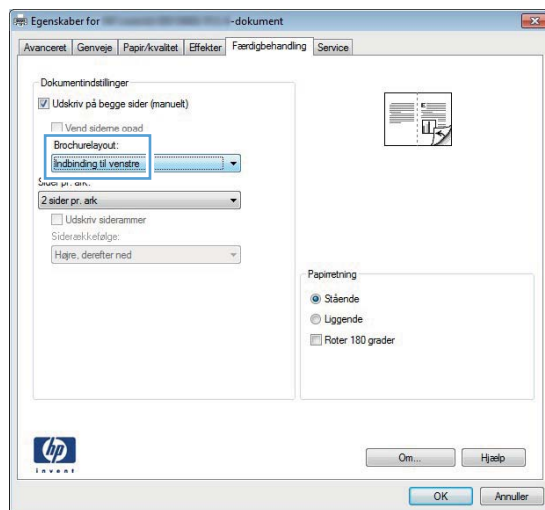 Egenskaber for -dokument
Avanceret Genveje Papir/kvalitet Effekter Færdigbehandling Service
Dokumentindstillinger
Udskriv på begge sider (manuelt)
Vend siderne opad
Brochurelayout:
Indbinding til venstre
Sider pr. ark:
2 sider pr. ark
Udskriv siderammer
Siderækkefølge:
Højre, derefter ned
Papirretning
Stående
Liggende
Roter 180 grader
hp
invent
Om... Hjælp
OK Annuller